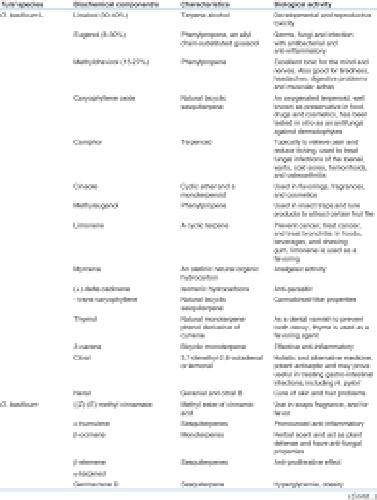 Tulsi species Biochemical components Characteristics Biological activity
O. basilicum L. Linalool (30-40%) Terpene alcohol Developmental and reproductive
toxicity
Eugenol (8-30%) Phenylpropene, an allyl Germs, fungi and infection
chain-substituted guaiacol with antibacterial and
anti-inflammatory
Methylchavicol (15-27%) Phenylpropene Excellent tonic for the mind and
nerves. Also good for tiredness,
headaches, digestive problems
and muscular aches
Caryophyllene oxide Natural bicyclic An oxygenated terpenoid, well
sesquiterpene known as preservative in food,
drugs and cosmetics, has been
tested in vitro as an antifungal
against dermatophytes
Camphor Terpenoid Topically to relieve pain and
reduce itching, used to treat
fungal infections of the toenail,
warts, cold sores, hemorrhoids,
and osteoarthritis
Cineole Cyclic ether and a Used in flavorings, fragrances,
monoterpenoid and cosmetics
Methyleugenol Phenylpropene Used in insect traps and lure
products to attract certain fruit flie
Limonene A cyclic terpene Prevent cancer, treat cancer,
and treat bronchitis. In foods,
beverages, and chewing
gum, limonene is used as a
flavoring
Myrcene An olefinic natural organic Analgesic activity
hydrocarbon
(+) delta-cadinene Isomeric hydrocarbons Anti-parasitic
- trans-caryophyllene Natural bicyclic Cannabinoid-like properties
sesquiterpene
Thymol Natural monoterpene As a dental varnish to prevent
phenol derivative of tooth decay, thyme is used as a
cymene flavoring agent
3-carene Bicyclic monoterpene Effective anti-inflammatory
Citral 3,7-dimethyl-2,6-octadienal Holistic and alternative medicine,
or lemonal potent antiseptic and may prove
useful in treating gastro-intestinal
infections, including H. pylori
Neral Geranial and citral B Cure of skin and hair problems
O. basilicum (Z) (E) methyl cinnamate Methyl ester of cinnamic Use in soaps fragrance, and for
acid flavor
α-humulene Sesquiterpenes Pronounced anti-inflammatory
β-ocimene Monoterpenes Herbal scent and act as plant
defense and have anti-fungal
properties
β-elemene Sesquiterpenes Anti-proliferative effect
Germacrene D Sesquiterpene Hyperglycemia, obesity
(Contd...)